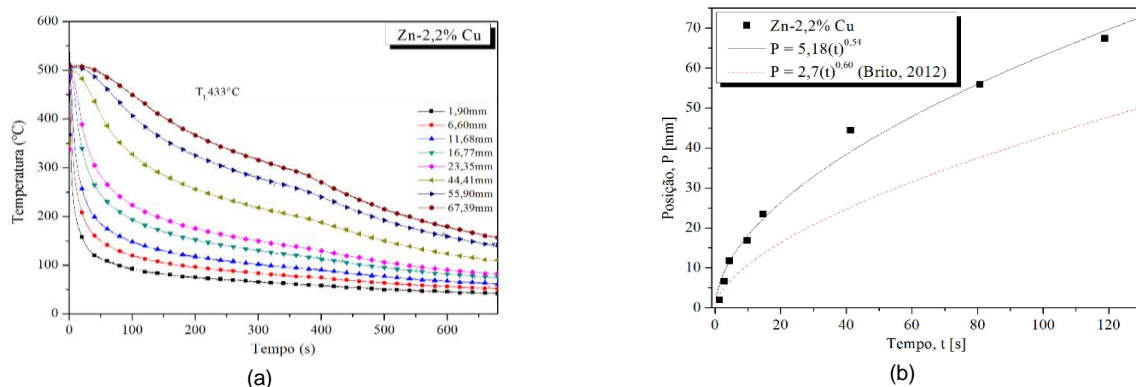 Zn-2,2% Cu
T_L 433°C
1,90mm
6,60mm
11,68mm
16,77mm
23,35mm
44,41mm
55,90mm
67,39mm
Temperatura (°C)
600
500
400
300
200
100
0
0 100 200 300 400 500 600
Tempo (s)
(a)
Zn-2,2% Cu
P = 5,18(t)^0,54
P = 2,7(t)^0,60 (Brito, 2012)
Posição, P [mm]
70
60
50
40
30
20
10
0
0 20 40 60 80 100 120
Tempo, t [s]
(b)